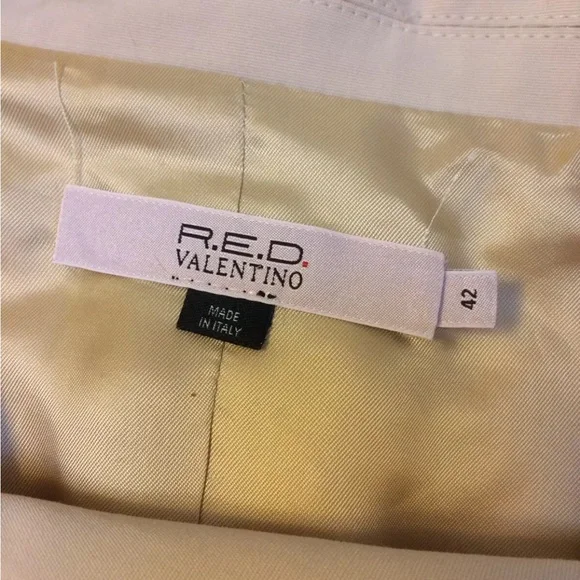 R.E.D.
VALENTINO
MADE
IN ITALY
42